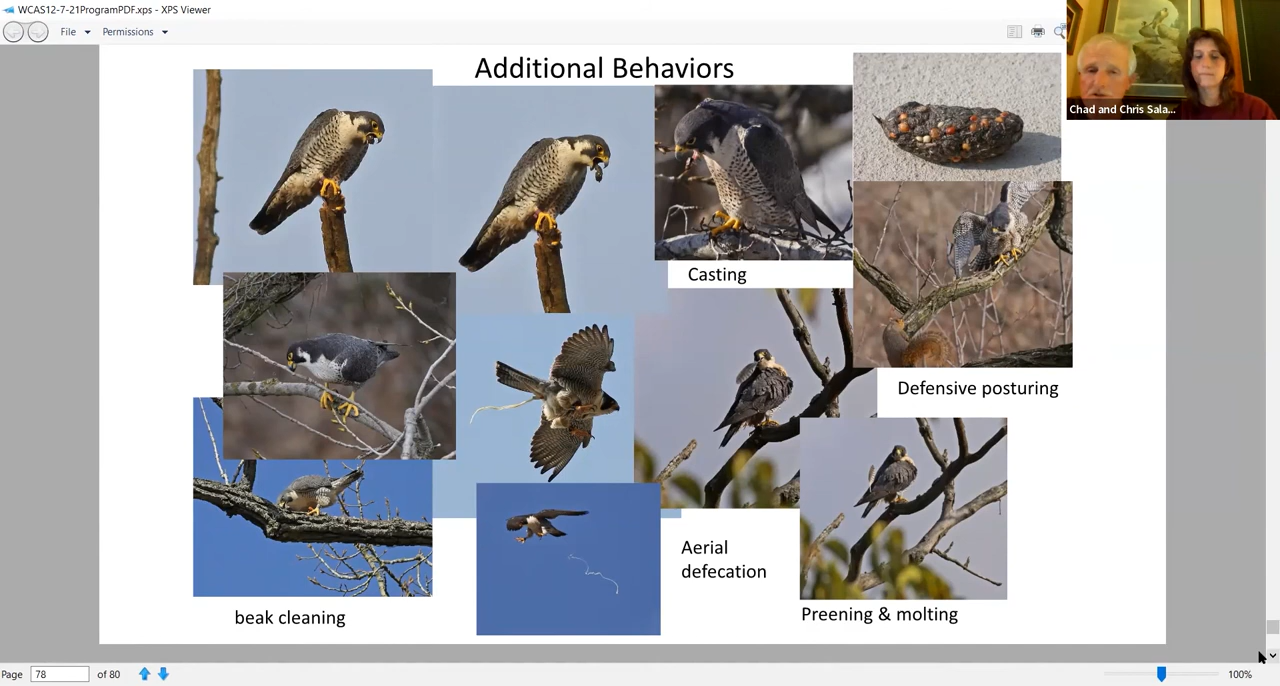 WCAS12-7-21ProgramPDF.xps - XPS Viewer
File Permissions
Additional Behaviors
Chad and Chris Sala...
Casting
Defensive posturing
Aerial
defecation
beak cleaning
Preening & molting
Page 78 of 80 100%